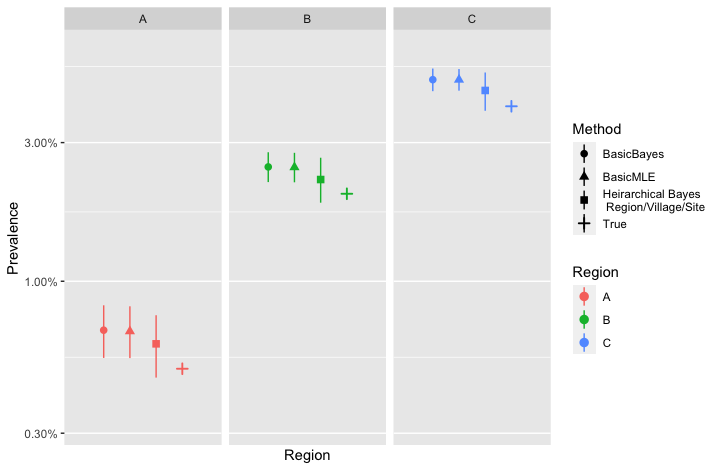 A
B
C
3.00%
1.00%
0.30%
Prevalence
Region
Method
BasicBayes
BasicMLE
Heirarchical Bayes
Region/Village/Site
True
Region
A
B
C